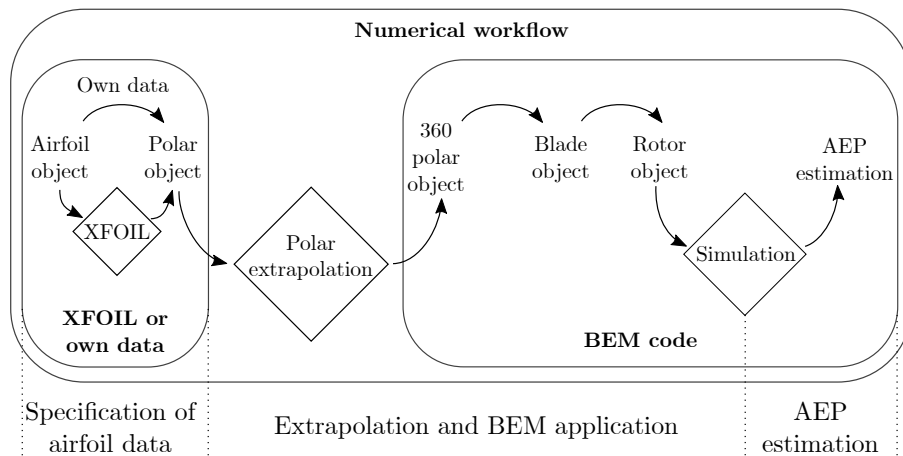 Numerical workflow
Own data
Airfoil
object
Polar
object
XFOIL
XFOIL or
own data
Polar
extrapolation
360
polar
object
Blade
object
Rotor
object
Simulation
AEP
estimation
BEM code
Specification of
airfoil data
Extrapolation and BEM application
AEP
estimation